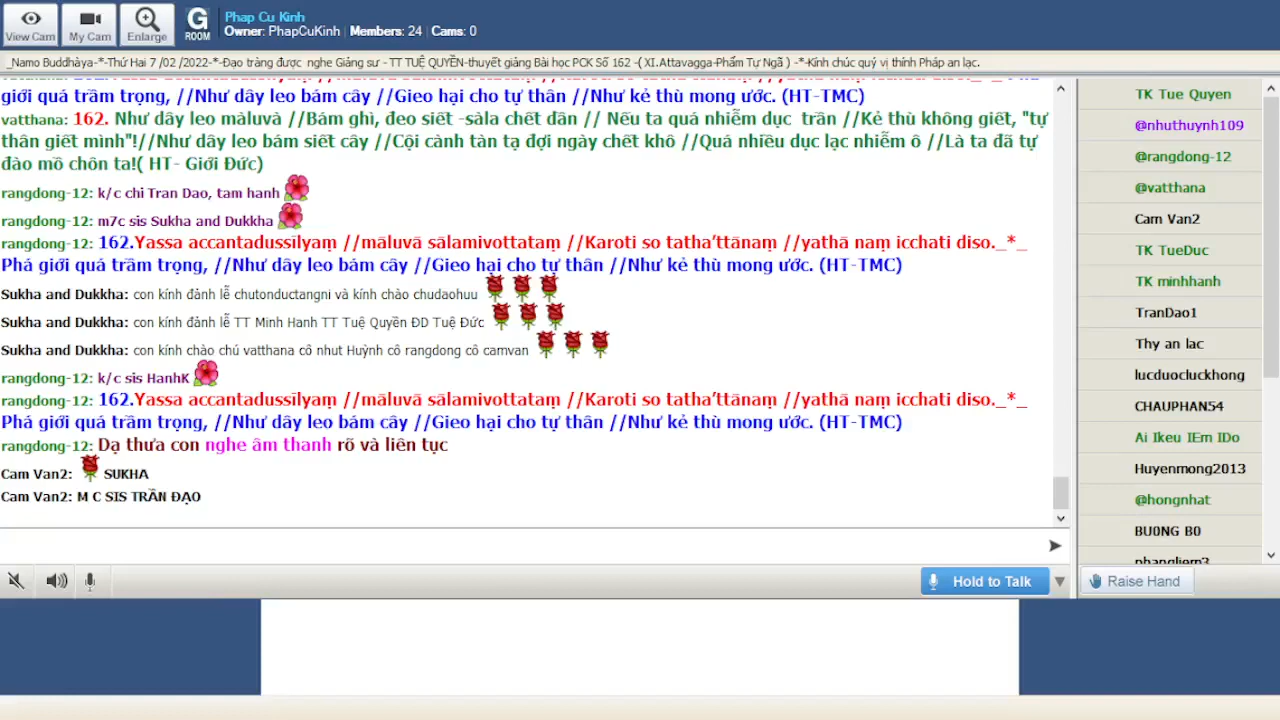 View Cam
My Cam
Enlarge
G
ROOM
Phap Cu Kinh
Owner: PhapCuKinh | Members: 24 | Cams: 0
_Namo Buddhàya-*-Thứ Hai 7 /02 /2022-*-Đạo tràng được nghe Giảng sư - TT TUỆ QUYỀN-thuyết giảng Bài học PCK Số 162 -( XI.Attavagga-Phẩm Tự Ngã ) -*-Kính chúc quý vị thính Pháp an lạc.
giới quá trầm trọng, //Như dây leo bám cây //Gieo hại cho tự thân //Như kẻ thù mong ước. (HT-TMC)
vatthana: 162. Như dây leo màluvà //Bám ghì, đeo siết -sàla chết đần // Nếu ta quá nhiễm dục trần //Kẻ thù không giết, "tự
thân giết mình"!//Như dây leo bám siết cây //Cội cành tàn tạ đợi ngày chết khô //Quá nhiều dục lạc nhiễm ô //Là ta đã tự
đào mồ chôn ta!( HT- Giới Đức)
rangdong-12: k/c chi Tran Dao, tam hanh
rangdong-12: m7c sis Sukha and Dukkha
rangdong-12: 162.Yassa accantadussīlyaṃ //māluvā sālamivottataṃ //Karoti so tatha’ttānaṃ //yathā naṃ icchati diso._*_
Phá giới quá trầm trọng, //Như dây leo bám cây //Gieo hại cho tự thân //Như kẻ thù mong ước. (HT-TMC)
Sukha and Dukkha: con kính đảnh lễ chutonductangni và kính chào chudaohuu
Sukha and Dukkha: con kính đảnh lễ TT Minh Hanh TT Tuệ Quyền ĐD Tuệ Đức
Sukha and Dukkha: con kính chào chú vatthana cô nhut Huỳnh cô rangdong cô camvan
rangdong-12: k/c sis HanhK
rangdong-12: 162.Yassa accantadussīlyaṃ //māluvā sālamivottataṃ //Karoti so tatha’ttānaṃ //yathā naṃ icchati diso._*_
Phá giới quá trầm trọng, //Như dây leo bám cây //Gieo hại cho tự thân //Như kẻ thù mong ước. (HT-TMC)
rangdong-12: Dạ thưa con nghe âm thanh rõ và liên tục
Cam Van2: SUKHA
Cam Van2: M C SIS TRẦN ĐẠO
Hold to Talk
TK Tue Quyen
@nhuthuynh109
@rangdong-12
@vatthana
Cam Van2
TK TueDuc
TK minhhanh
TranDao1
Thy an lac
lucduocluckhong
CHAUPHAN54
Ai Ikeu IEm IDo
Huyenmong2013
@hongnhat
BU0NG B0
Raise Hand